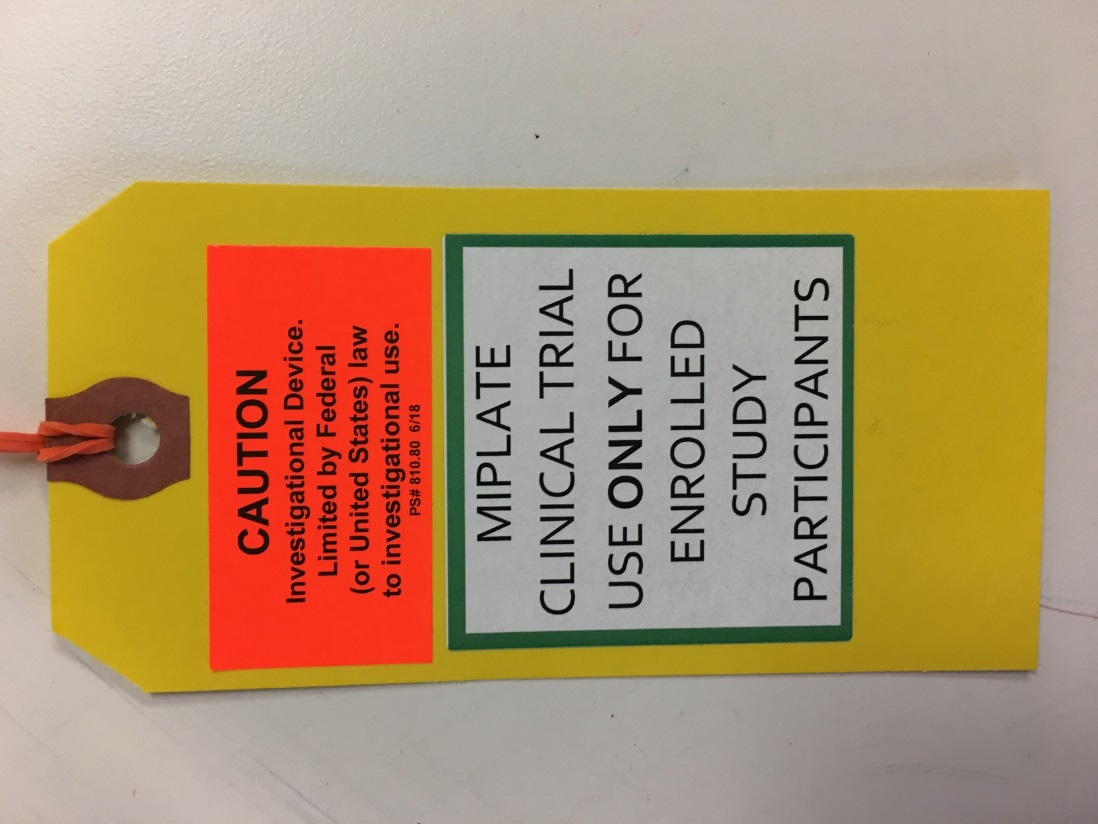 CAUTION
Investigational Device.
Limited by Federal
(or United States) law
to investigational use.
PS# 810.80 6/18
MIPLATE
CLINICAL TRIAL
USE ONLY FOR
ENROLLED
STUDY
PARTICIPANTS